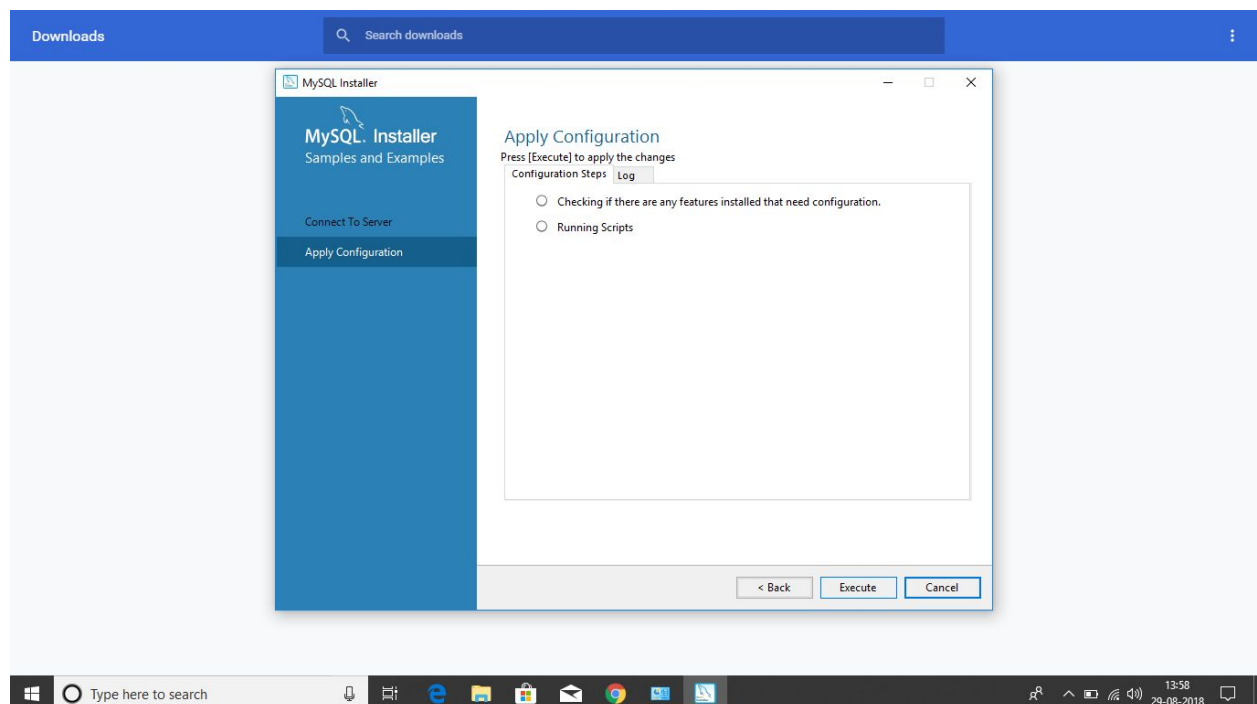 Downloads
Search downloads
MySQL Installer
MySQL. Installer
Samples and Examples
Connect To Server
Apply Configuration
Apply Configuration
Press [Execute] to apply the changes
Configuration Steps
Log
Checking if there are any features installed that need configuration.
Running Scripts
< Back
Execute
Cancel
Type here to search
13:58
29-08-2018